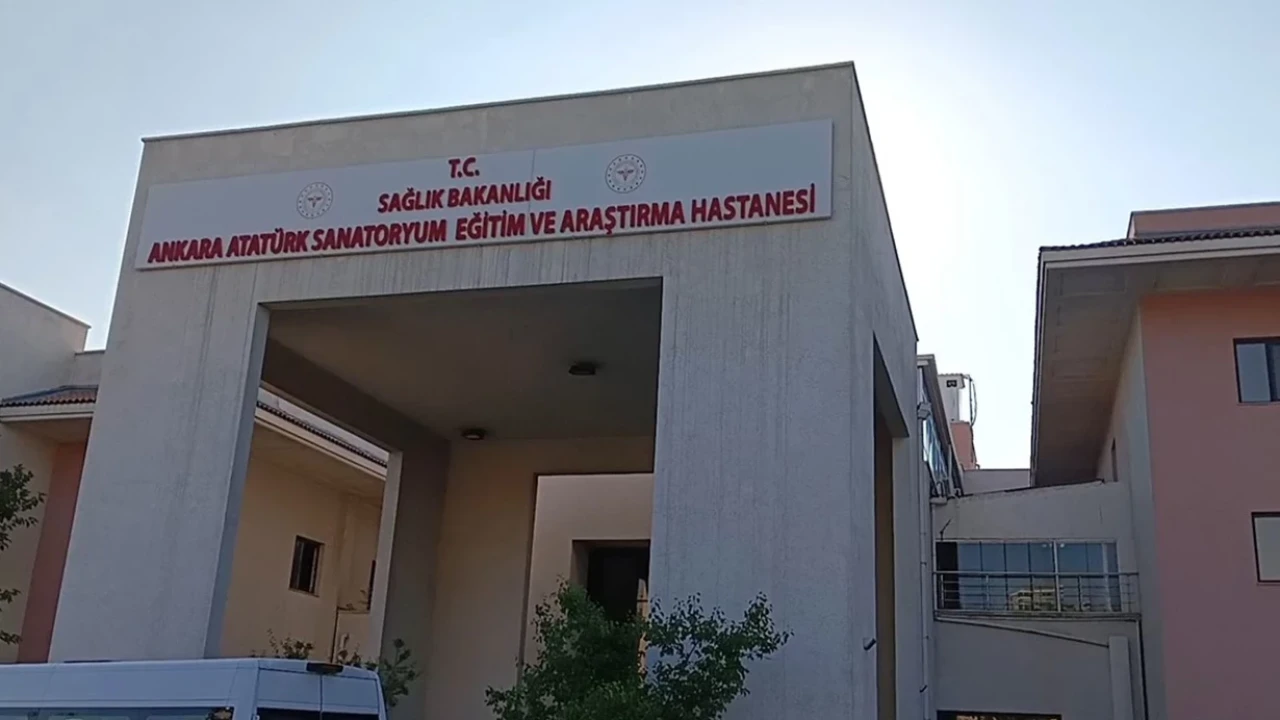 T.C.
SAĞLIK BAKANLIĞI
ANKARA ATATÜRK SANATORYUM EĞİTİM VE ARAŞTIRMA HASTANESİ